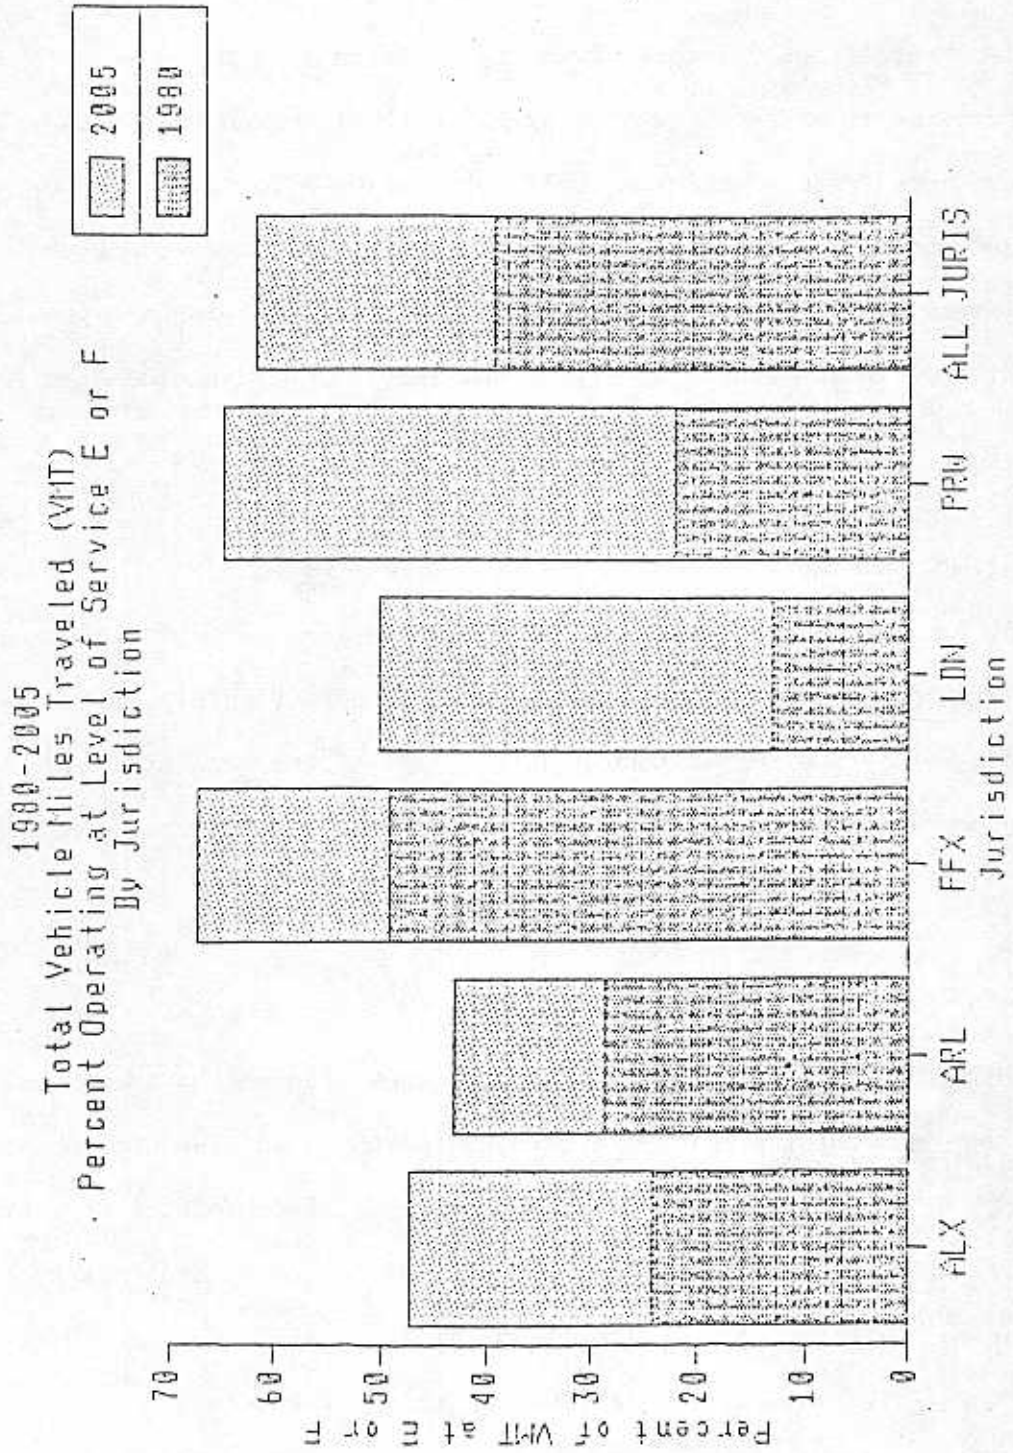 1980-2005
Total Vehicle Miles Traveled (VMT)
Percent Operating at Level of Service E or F
By Jurisdiction
2005
1980
Percent of VMT at E or F
70
60
50
40
30
20
10
0
ALX
ARL
FFX
LDN
PRW
ALL JURIS
Jurisdiction